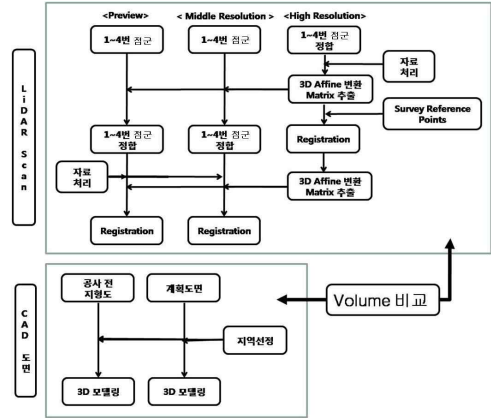 <Preview>
< Middle Resolution>
<High Resolution>
1~4번 점군
1~4번 점군
1~4번 점군
정합
자료
처리
3D Affine 변환
Matrix 추출
Survey Reference
Points
1~4번 점군
정합
1~4번 점군
정합
Registration
자료
처리
3D Affine 변환
Matrix 추출
Registration
Registration
LiDAR Scan
공사 전
지형도
계획도면
Volume 비교
지역선정
3D 모델링
3D 모델링
CAD 도면